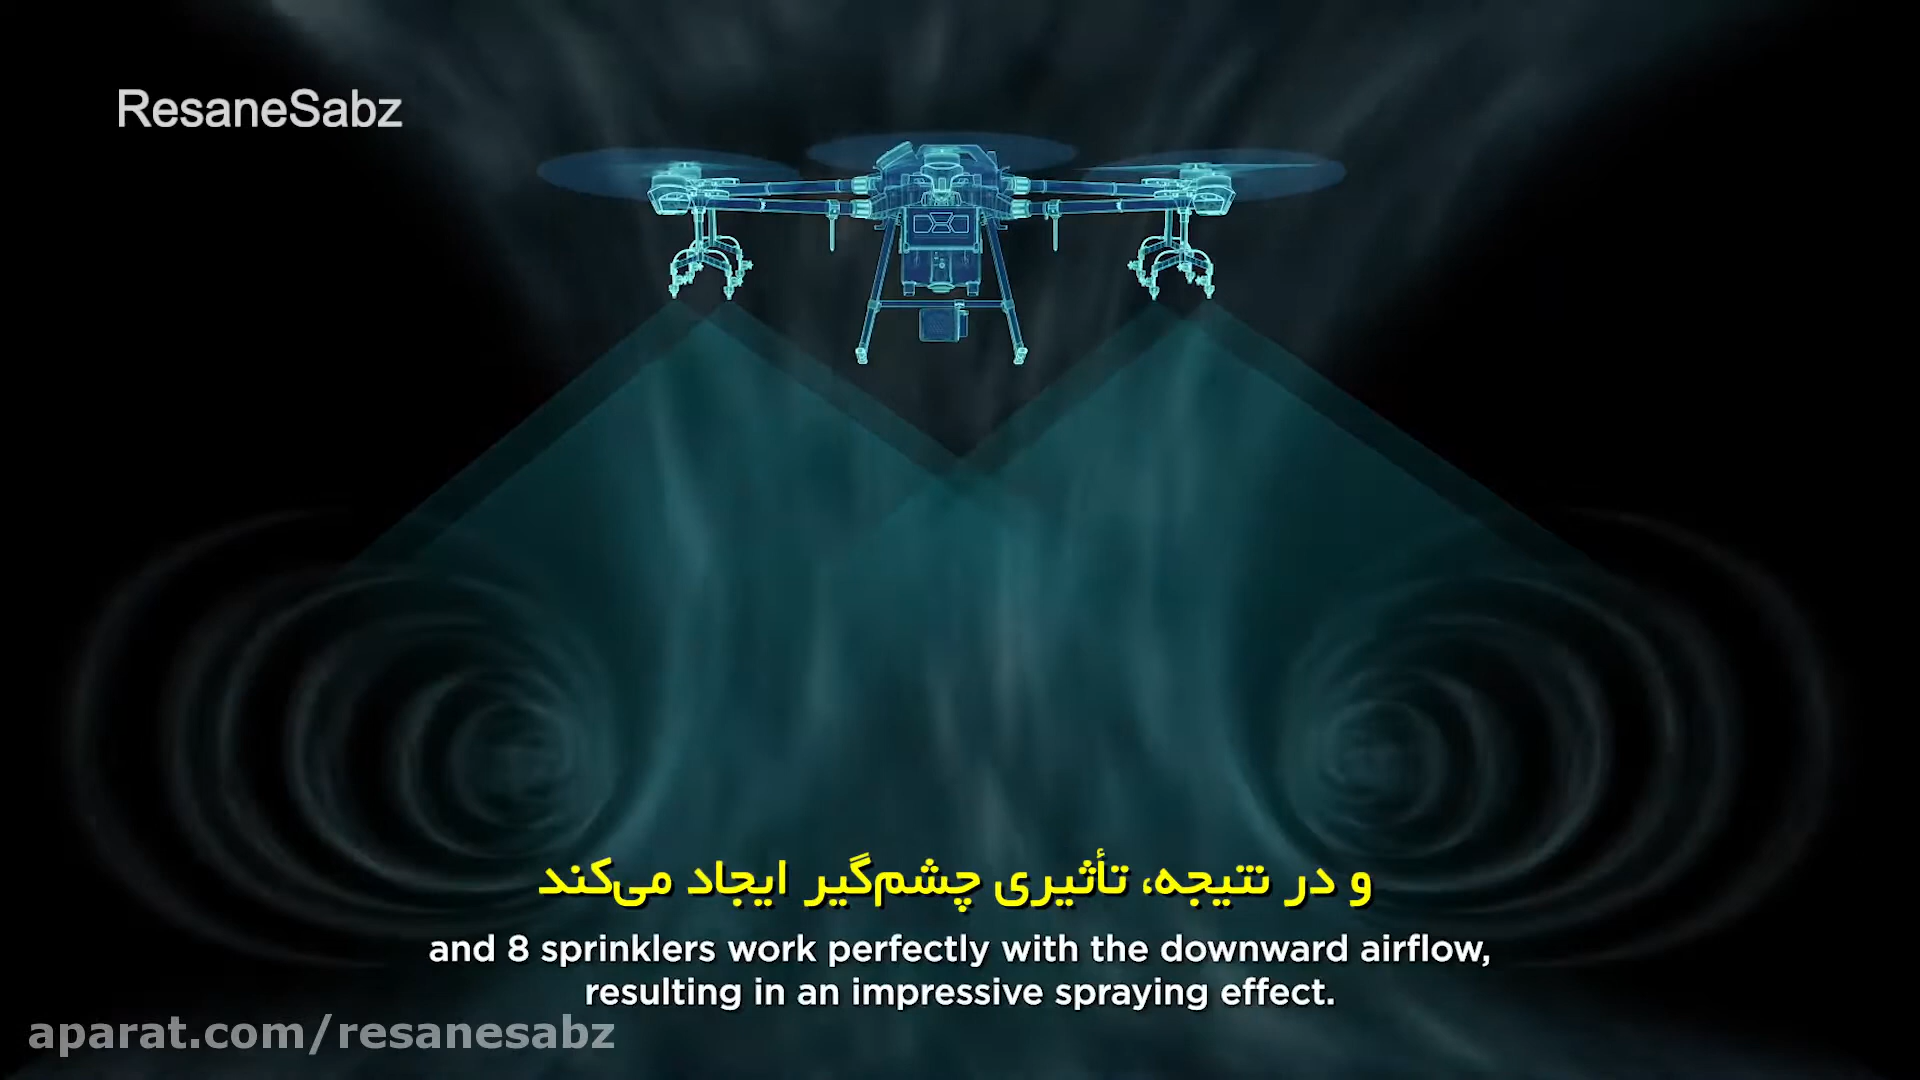 ResaneSabz
و در نتیجه، تأثیری چشم‌گیر ایجاد می‌کند
and 8 sprinklers work perfectly with the downward airflow,
resulting in an impressive spraying effect.
aparat.com/resanesabz